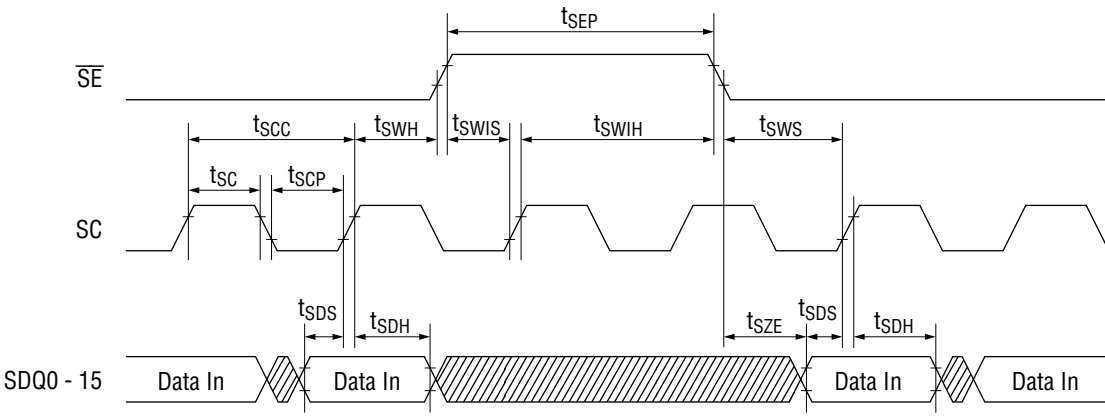 tSEP
SE
tSCC tSWH tSWIS tSWIH tSWS
tSC tSCP
SC
tSDS tSDH tSZE tSDS tSDH
SDQ0 - 15 Data In Data In Data In Data In